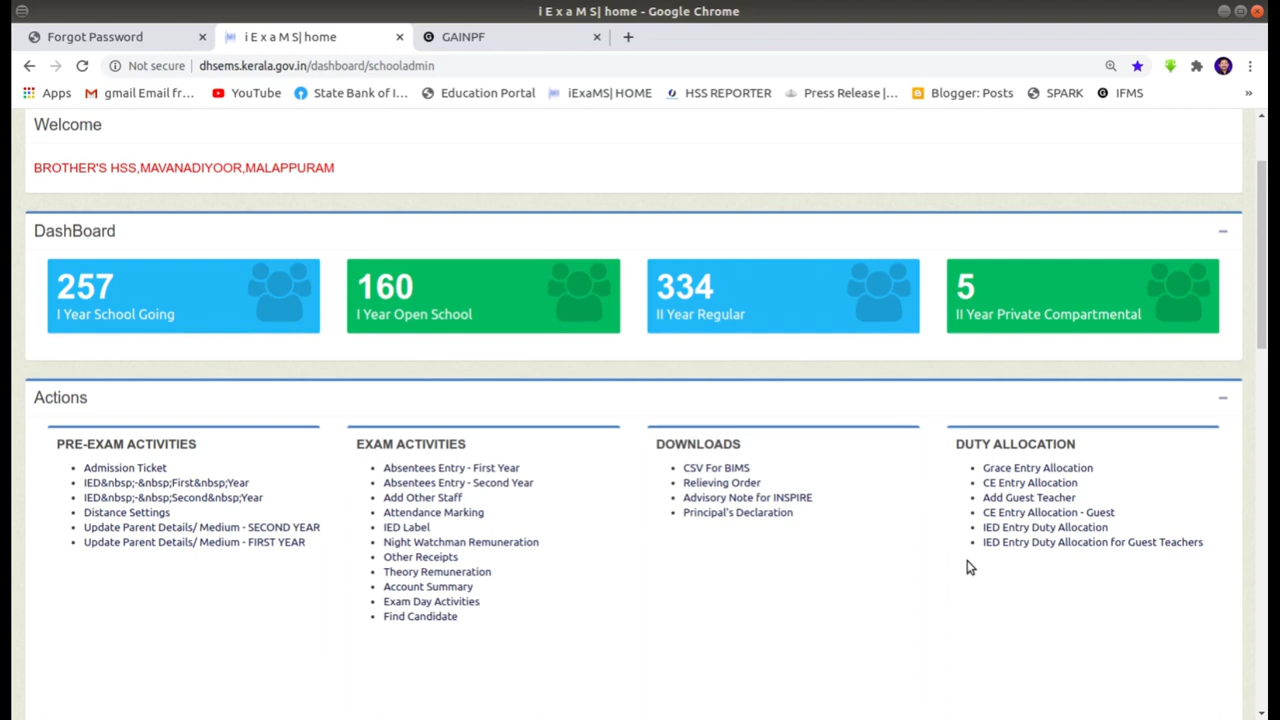 i E x a M S| home - Google Chrome
Forgot Password
i E x a M S| home
GAINPF
Not secure
dhsems.kerala.gov.in/dashboard/schooladmin
Apps
gmail Email fr...
YouTube
State Bank of I...
Education Portal
iExaMS| HOME
HSS REPORTER
Press Release |...
Blogger: Posts
SPARK
IFMS
Welcome
BROTHER'S HSS,MAVANADIYOOR,MALAPPURAM
DashBoard
257
I Year School Going
160
I Year Open School
334
II Year Regular
5
II Year Private Compartmental
Actions
PRE-EXAM ACTIVITIES
Admission Ticket
IED&nbsp;-&nbsp;First&nbsp;Year
IED&nbsp;-&nbsp;Second&nbsp;Year
Distance Settings
Update Parent Details/ Medium - SECOND YEAR
Update Parent Details/ Medium - FIRST YEAR
EXAM ACTIVITIES
Absentees Entry - First Year
Absentees Entry - Second Year
Add Other Staff
Attendance Marking
IED Label
Night Watchman Remuneration
Other Receipts
Theory Remuneration
Account Summary
Exam Day Activities
Find Candidate
DOWNLOADS
CSV For BIMS
Relieving Order
Advisory Note for INSPIRE
Principal's Declaration
DUTY ALLOCATION
Grace Entry Allocation
CE Entry Allocation
Add Guest Teacher
CE Entry Allocation - Guest
IED Entry Duty Allocation
IED Entry Duty Allocation for Guest Teachers